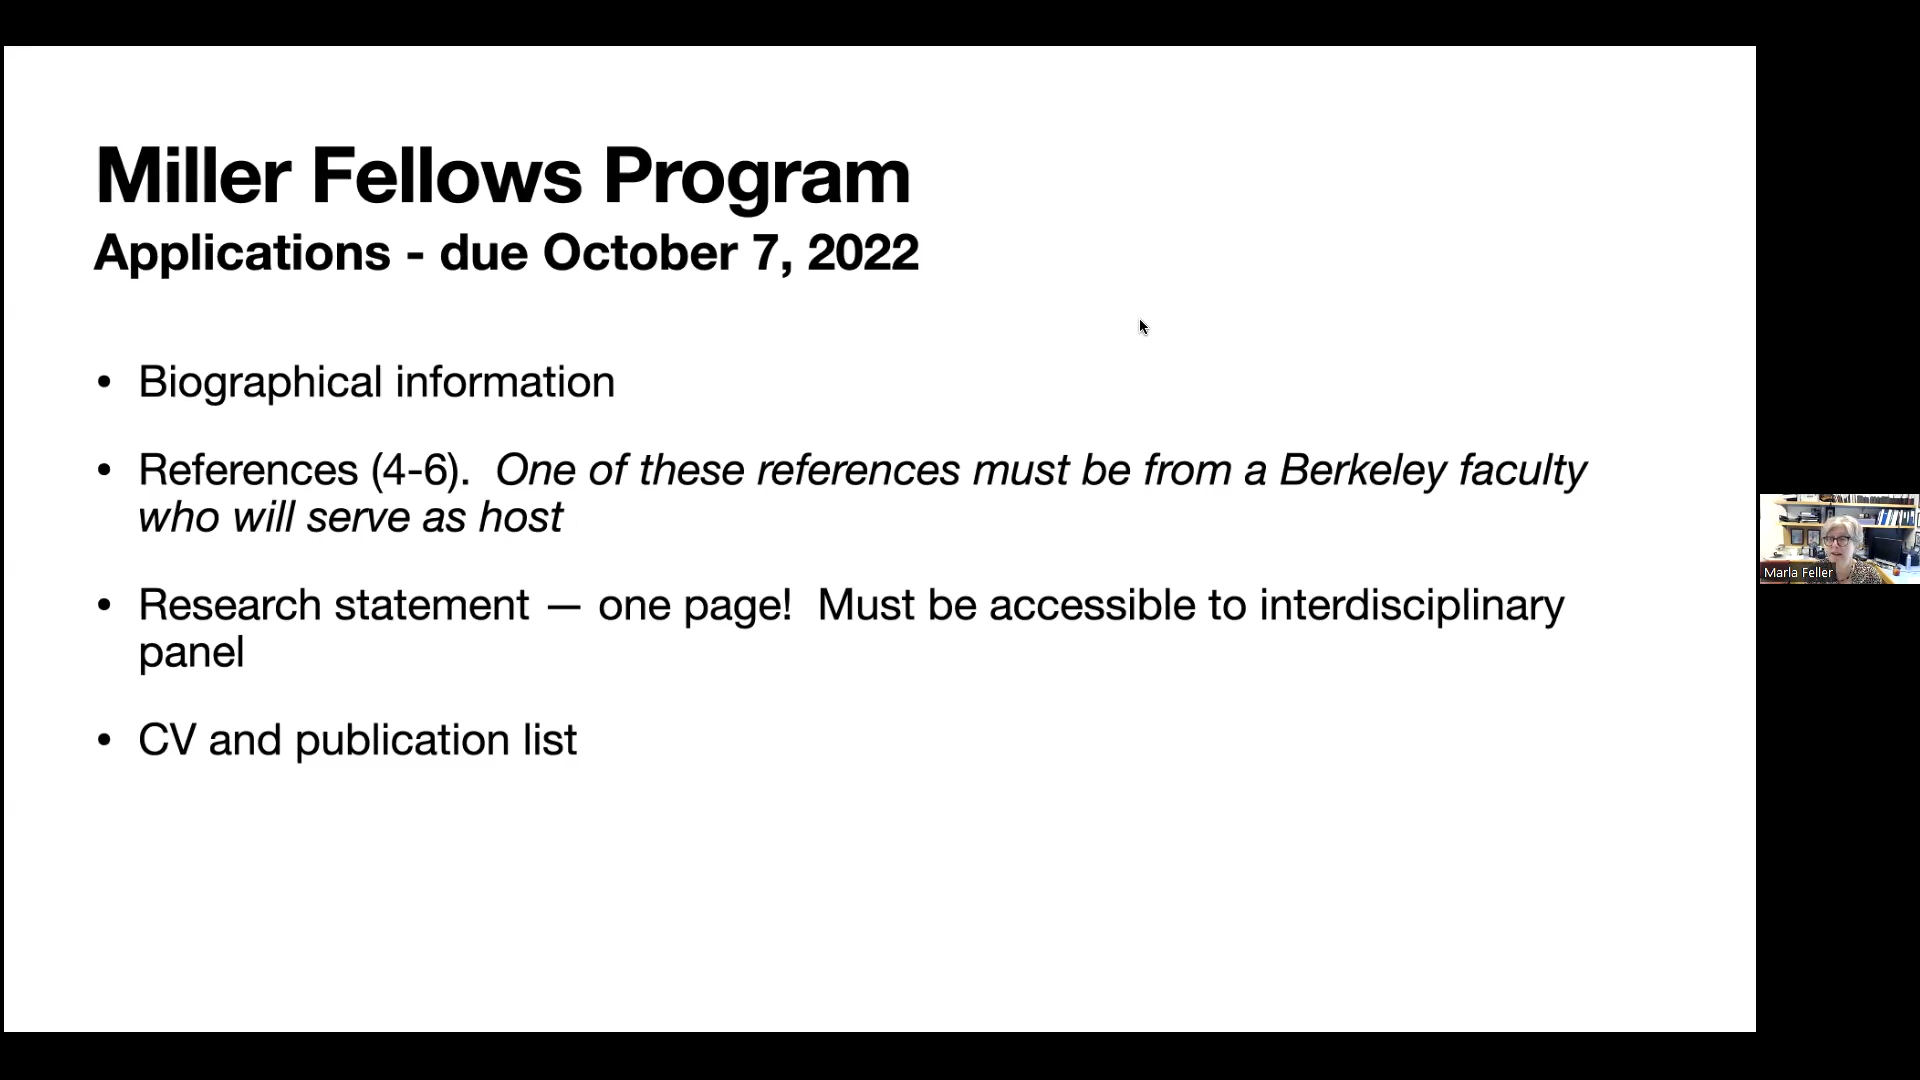 Miller Fellows Program
Applications - due October 7, 2022
• Biographical information
• References (4-6).  One of these references must be from a Berkeley faculty
who will serve as host
• Research statement — one page!  Must be accessible to interdisciplinary
panel
• CV and publication list
Marla Feller